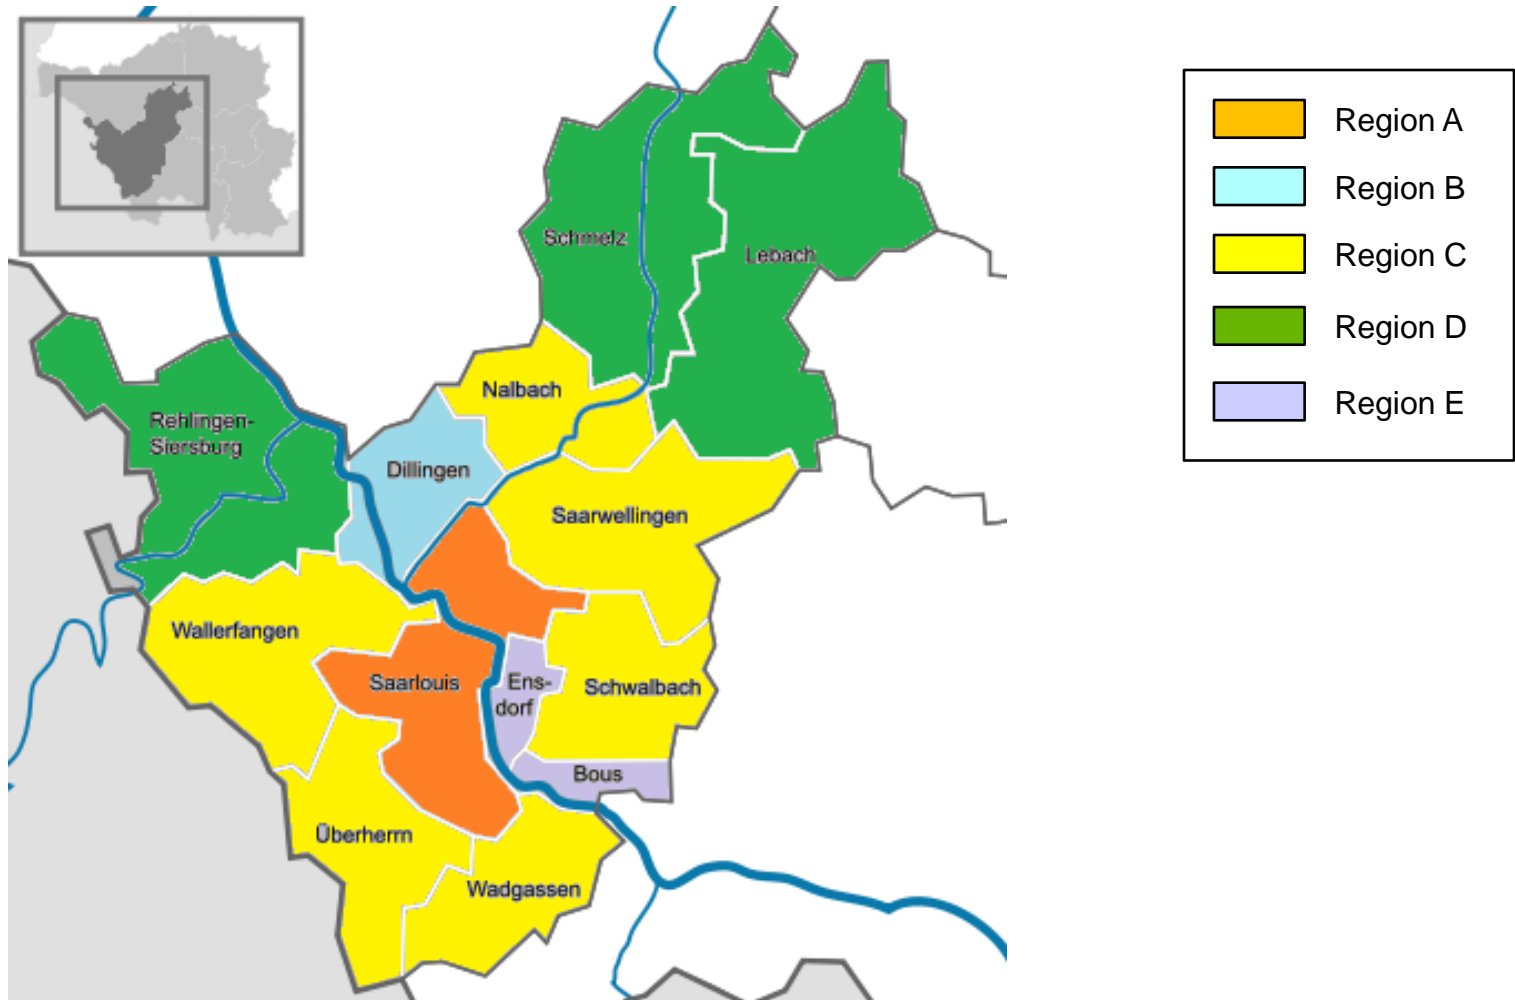 Schmelz
Lebach
Nalbach
Rehlingen-
Siersburg
Dillingen
Saarwellingen
Wallerfangen
Saarlouis
Ens-
dorf
Schwalbach
Bous
Überherrn
Wadgassen
Region A
Region B
Region C
Region D
Region E